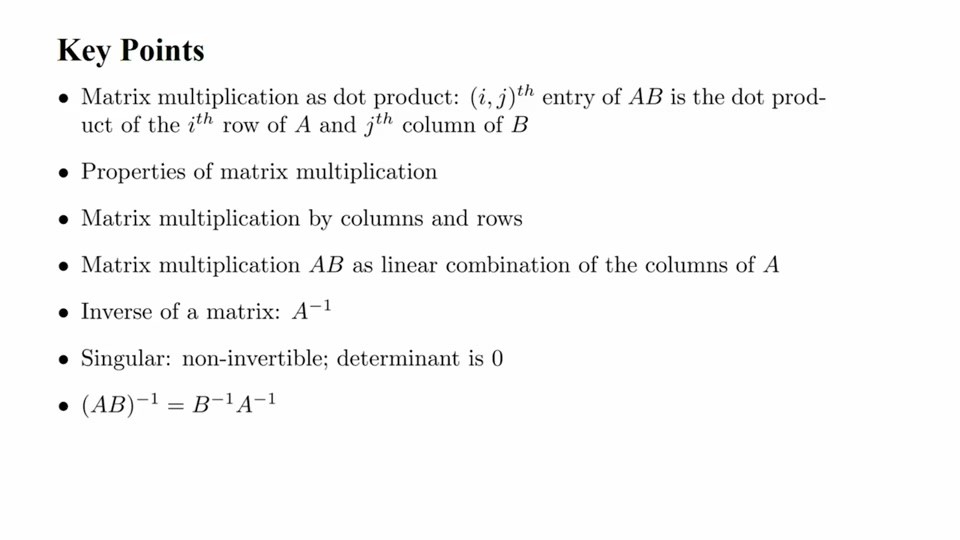 Key Points
• Matrix multiplication as dot product: $(i, j)^{th}$ entry of $AB$ is the dot prod-
uct of the $i^{th}$ row of $A$ and $j^{th}$ column of $B$
• Properties of matrix multiplication
• Matrix multiplication by columns and rows
• Matrix multiplication $AB$ as linear combination of the columns of $A$
• Inverse of a matrix: $A^{-1}$
• Singular: non-invertible; determinant is 0
• $(AB)^{-1} = B^{-1}A^{-1}$